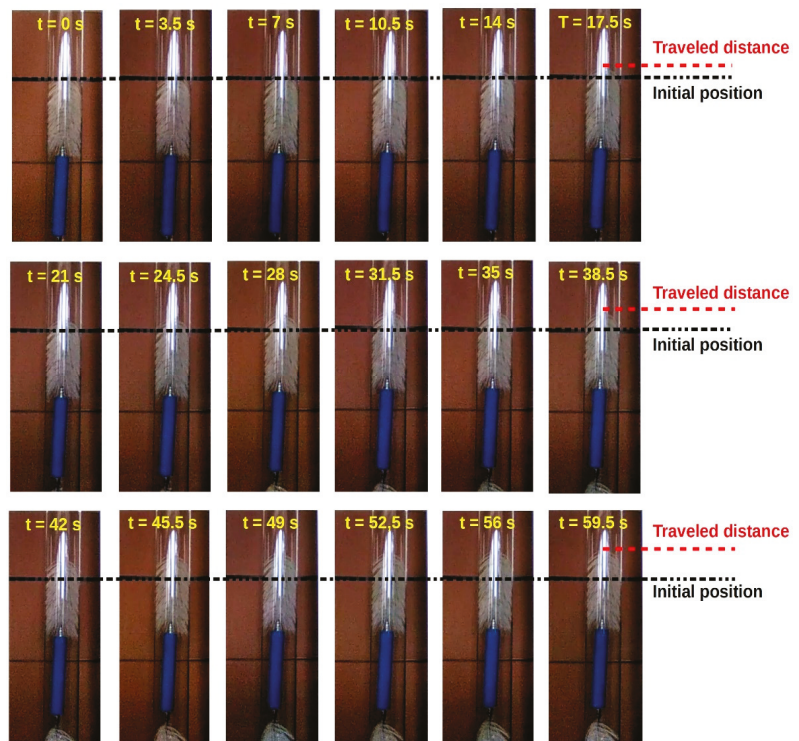 t = 0 s
t = 3.5 s
t = 7 s
t = 10.5 s
t = 14 s
T = 17.5 s
Traveled distance
Initial position
t = 21 s
t = 24.5 s
t = 28 s
t = 31.5 s
t = 35 s
t = 38.5 s
Traveled distance
Initial position
t = 42 s
t = 45.5 s
t = 49 s
t = 52.5 s
t = 56 s
t = 59.5 s
Traveled distance
Initial position